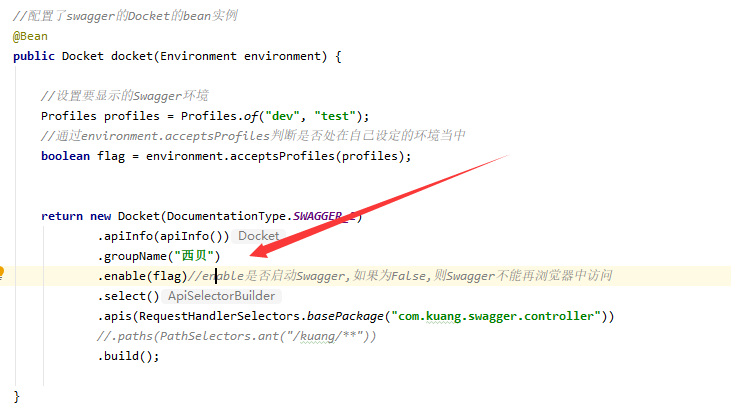 //配置了swagger的Docket的bean实例
@Bean
public Docket docket(Environment environment) {
//设置要显示的Swagger环境
Profiles profiles = Profiles.of("dev", "test");
//通过environment.acceptsProfiles判断是否处在自己设定的环境当中
boolean flag = environment.acceptsProfiles(profiles);
return new Docket(DocumentationType.SWAGGER_2)
.apiInfo(apiInfo()) Docket
.groupName("西贝")
.enable(flag)//enable是否启动Swagger,如果为False,则Swagger不能再浏览器中访问
.select() ApiSelectorBuilder
.apis(RequestHandlerSelectors.basePackage("com.kuang.swagger.controller"))
//.paths(PathSelectors.ant("/kuang/**"))
.build();
}